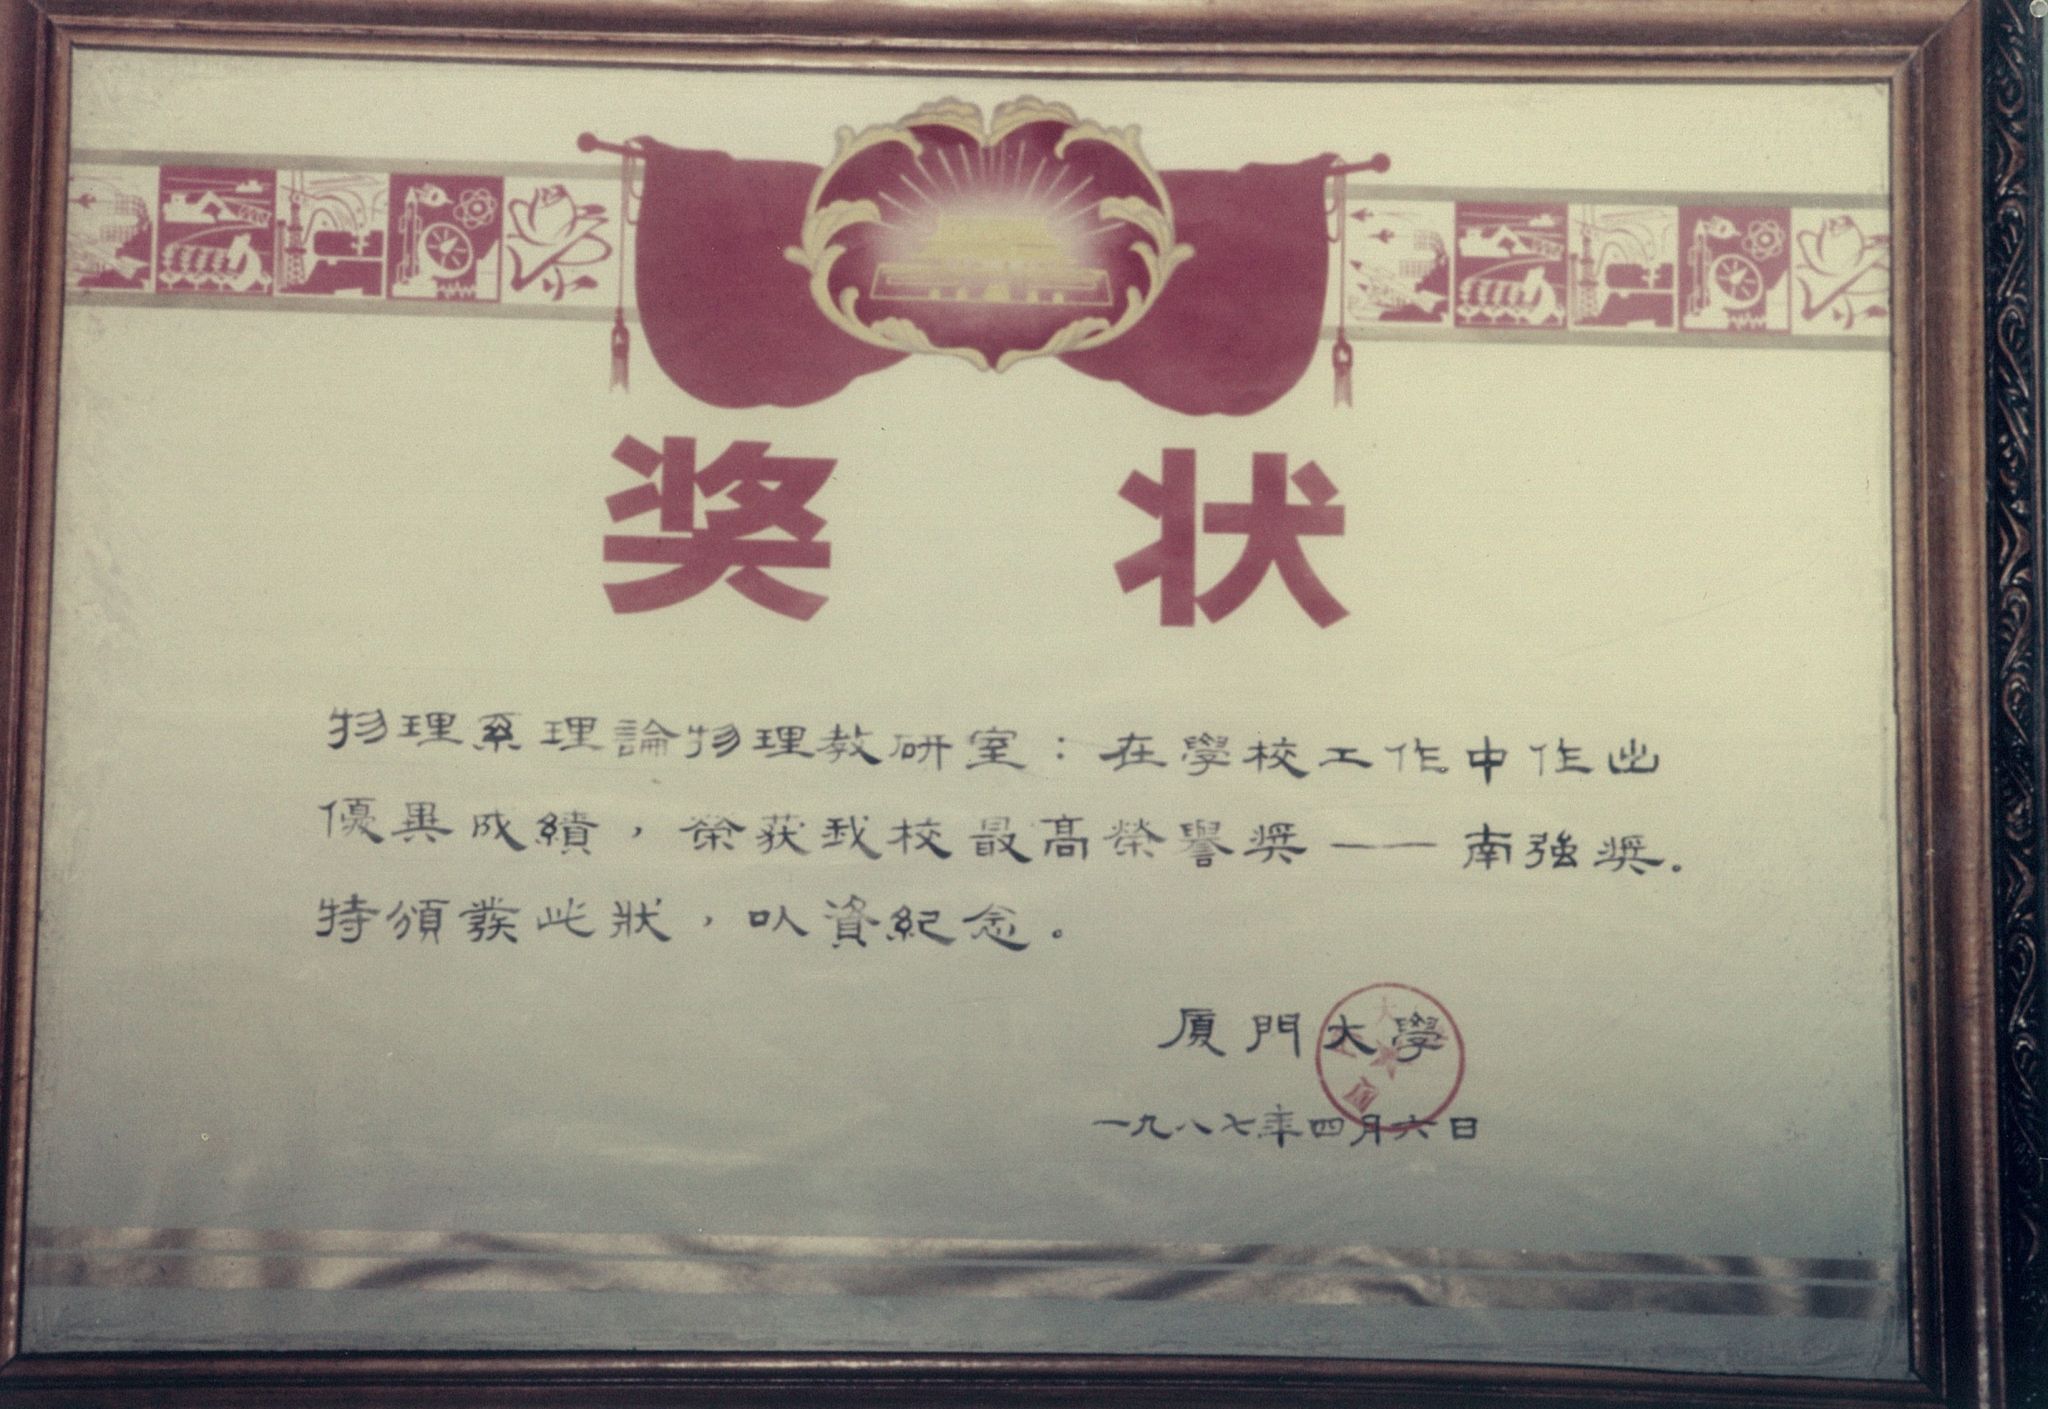 奖 状
物理系理論物理教研室：在學校工作中作出
優異成績，榮获我校最高榮譽奖——南強奖。
特頒發此狀，以資紀念。
厦門大學
一九八七年四月六日